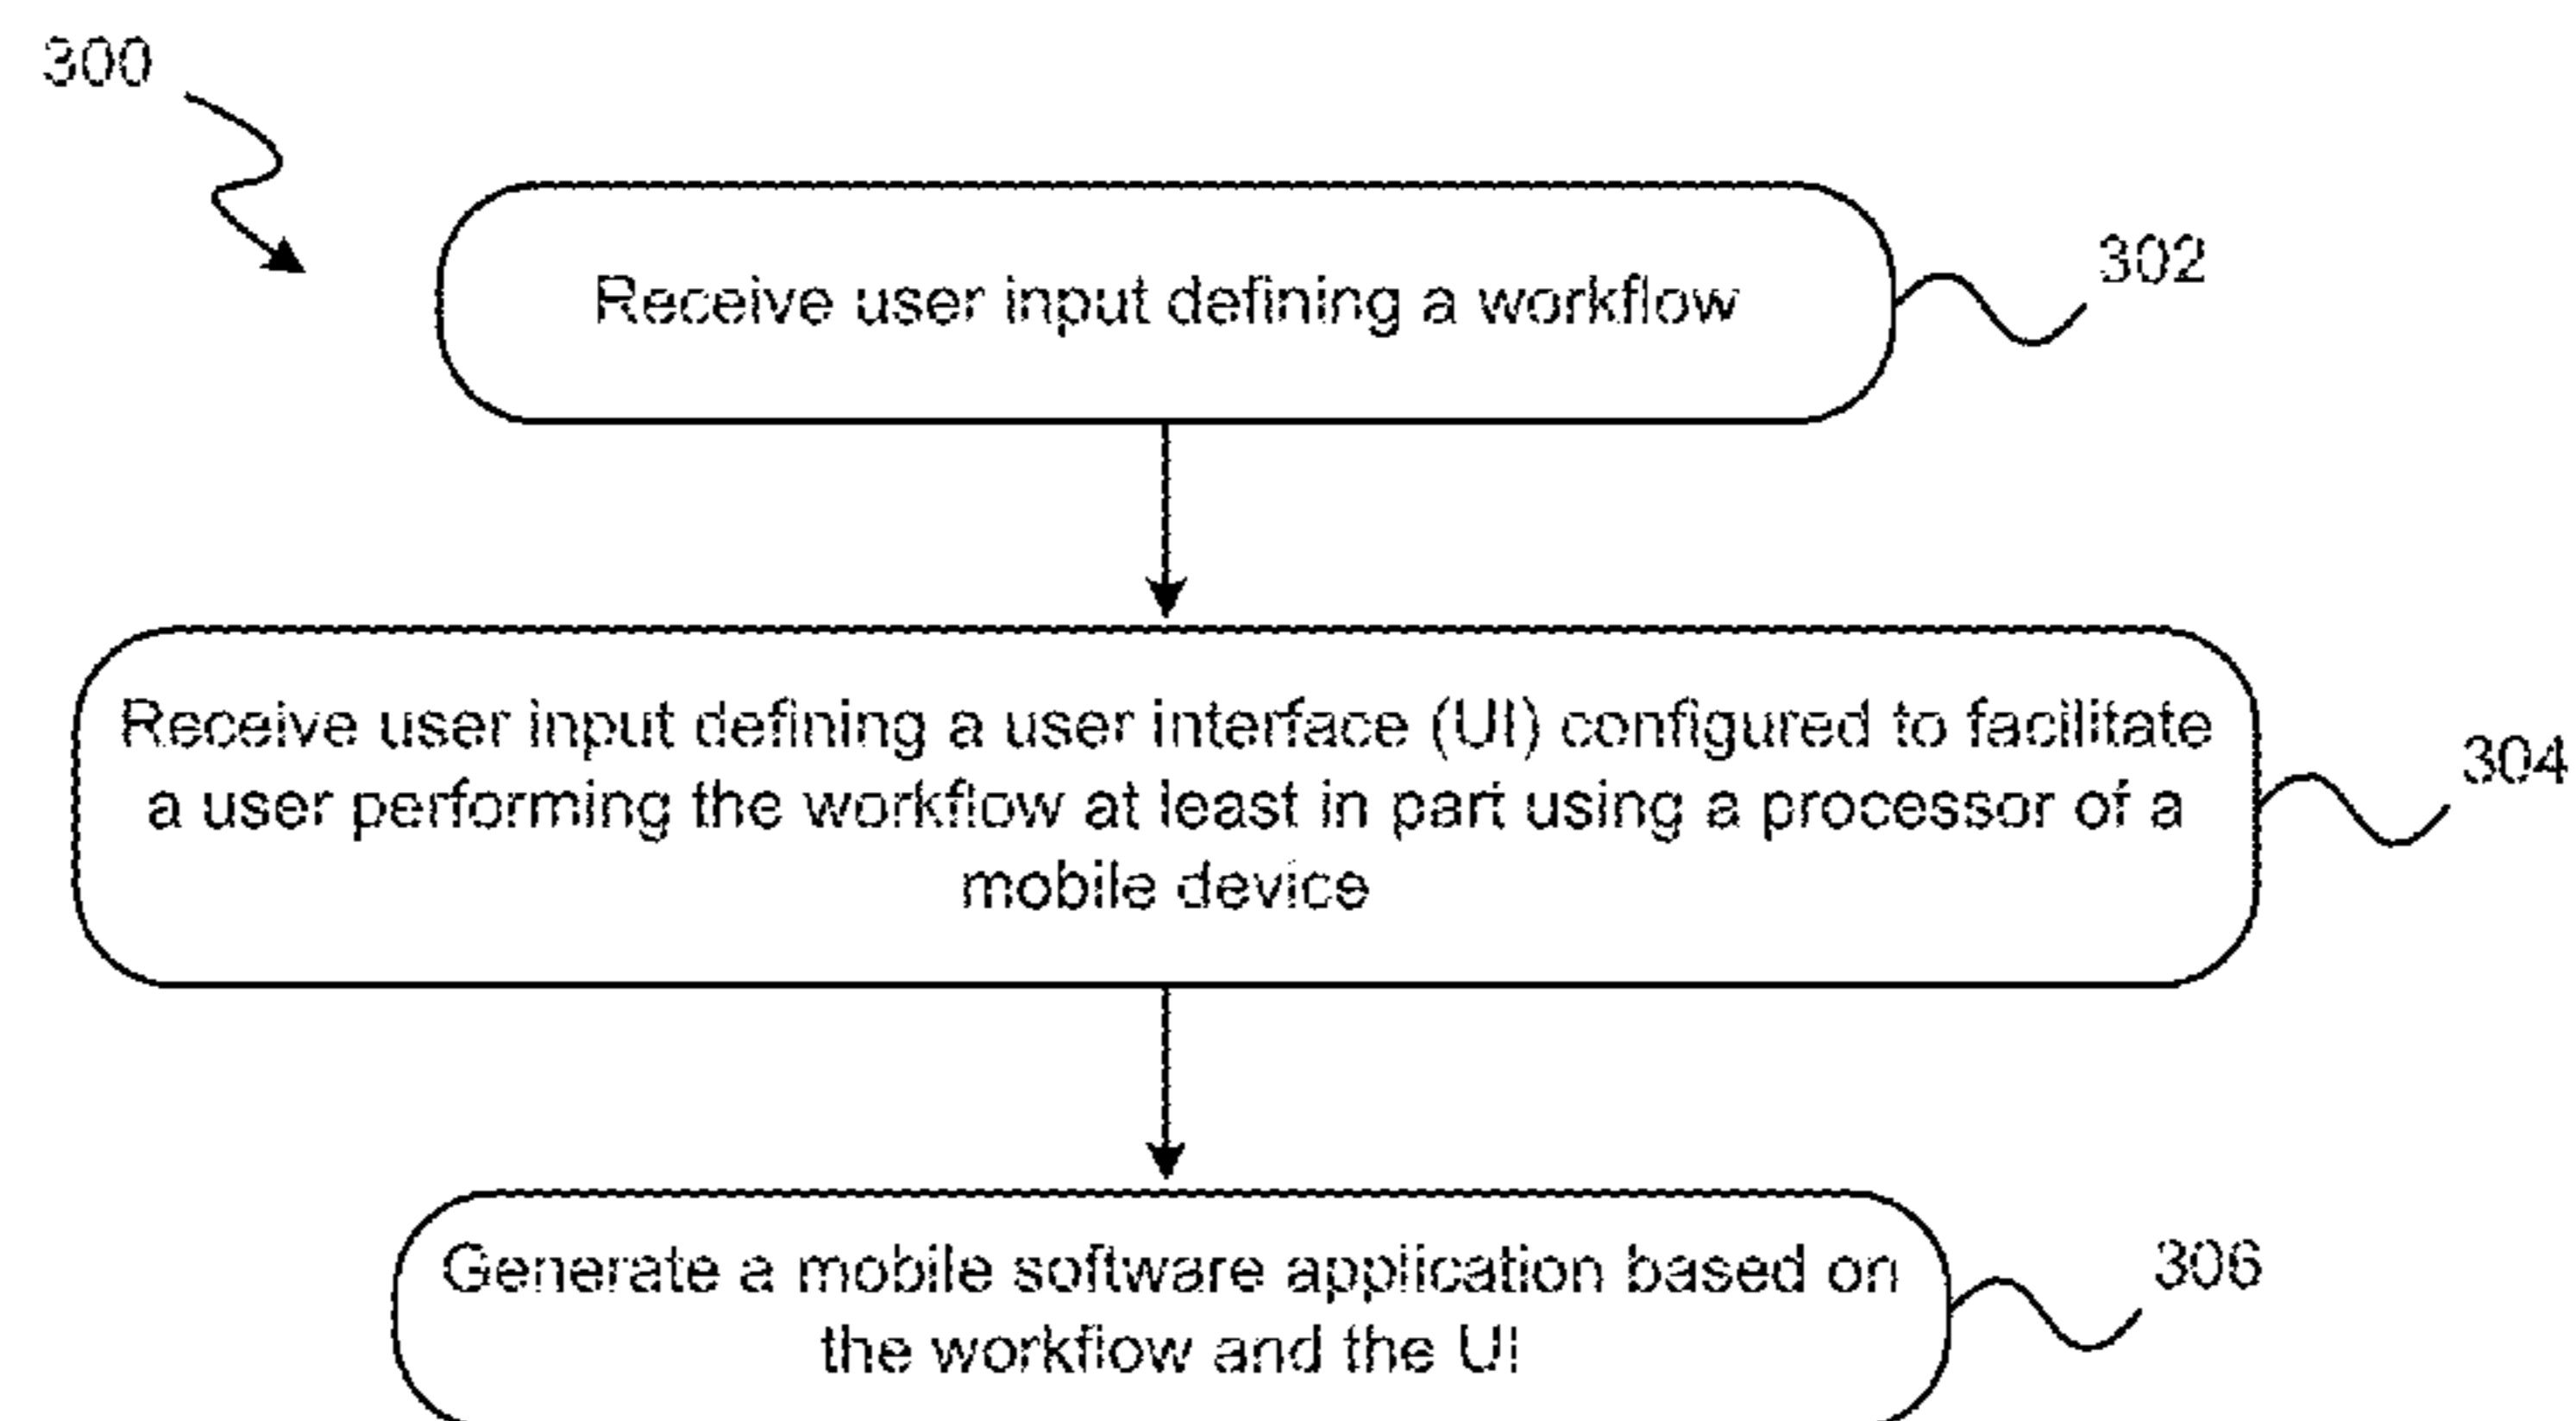 300
Receive user input defining a workflow
302
Receive user input defining a user interface (UI) configured to facilitate
a user performing the workflow at least in part using a processor of a
mobile device
304
Generate a mobile software application based on
the workflow and the UI
306